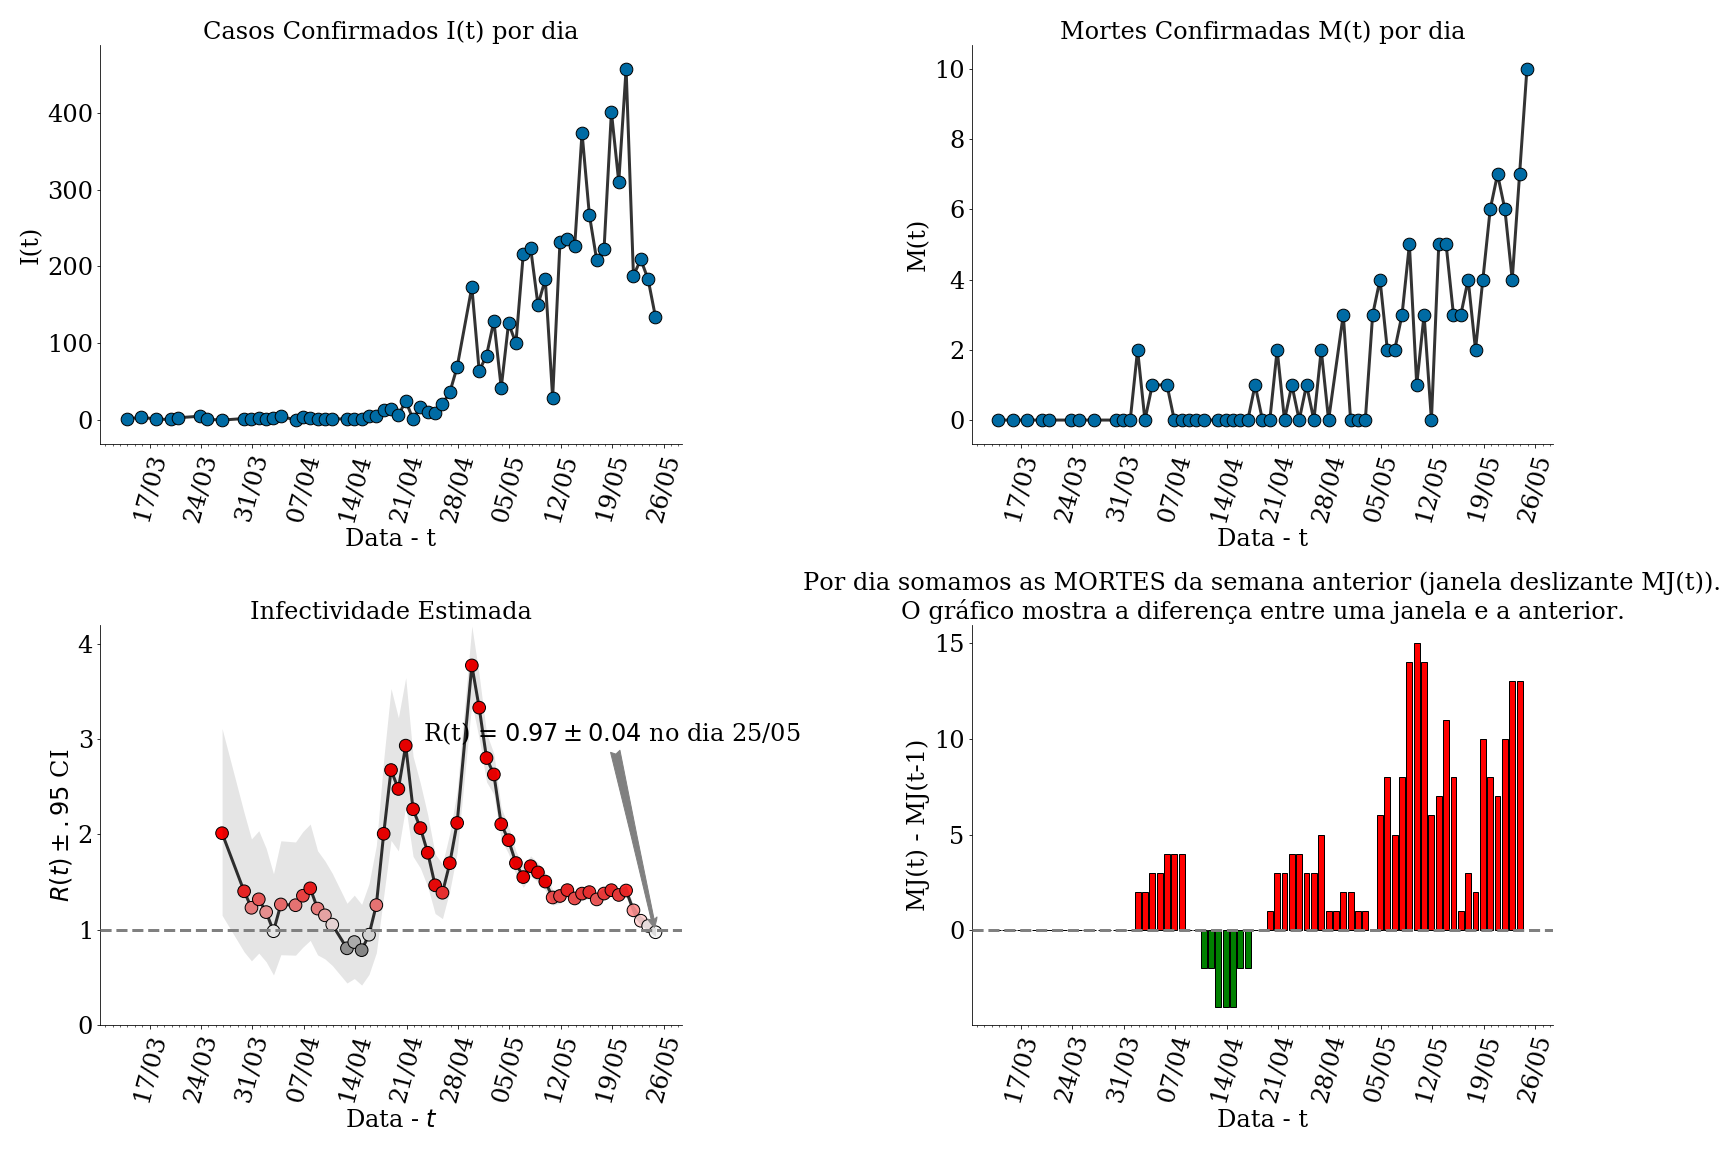 Casos Confirmados I(t) por dia
I(t)
400
300
200
100
0
17/03 24/03 31/03 07/04 14/04 21/04 28/04 05/05 12/05 19/05 26/05
Data - t
Mortes Confirmadas M(t) por dia
M(t)
10
8
6
4
2
0
17/03 24/03 31/03 07/04 14/04 21/04 28/04 05/05 12/05 19/05 26/05
Data - t
Infectividade Estimada
R(t) ± .95 CI
4
3
2
1
0
R(t) = 0.97 ± 0.04 no dia 25/05
17/03 24/03 31/03 07/04 14/04 21/04 28/04 05/05 12/05 19/05 26/05
Data - t
Por dia somamos as MORTES da semana anterior (janela deslizante MJ(t)).
O gráfico mostra a diferença entre uma janela e a anterior.
MJ(t) - MJ(t-1)
15
10
5
0
17/03 24/03 31/03 07/04 14/04 21/04 28/04 05/05 12/05 19/05 26/05
Data - t